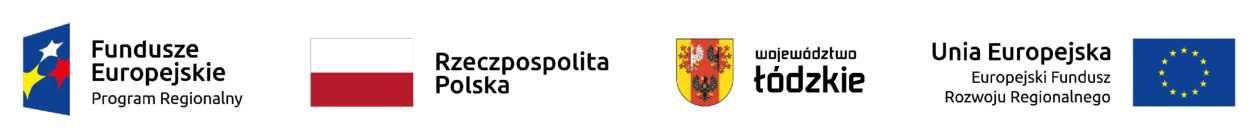 Fundusze
Europejskie
Program Regionalny
Rzeczpospolita
Polska
województwo
łódzkie
Unia Europejska
Europejski Fundusz
Rozwoju Regionalnego